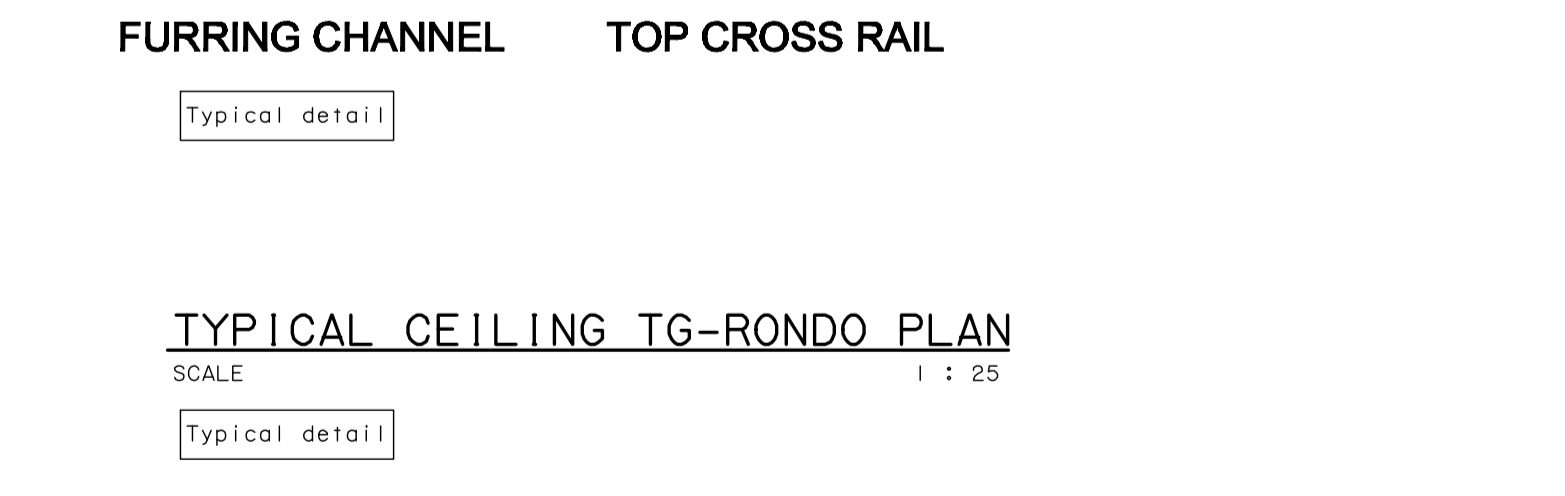 FURRING CHANNEL TOP CROSS RAIL
Typical detail
TYPICAL CEILING TG-RONDO PLAN
SCALE 1 : 25
Typical detail